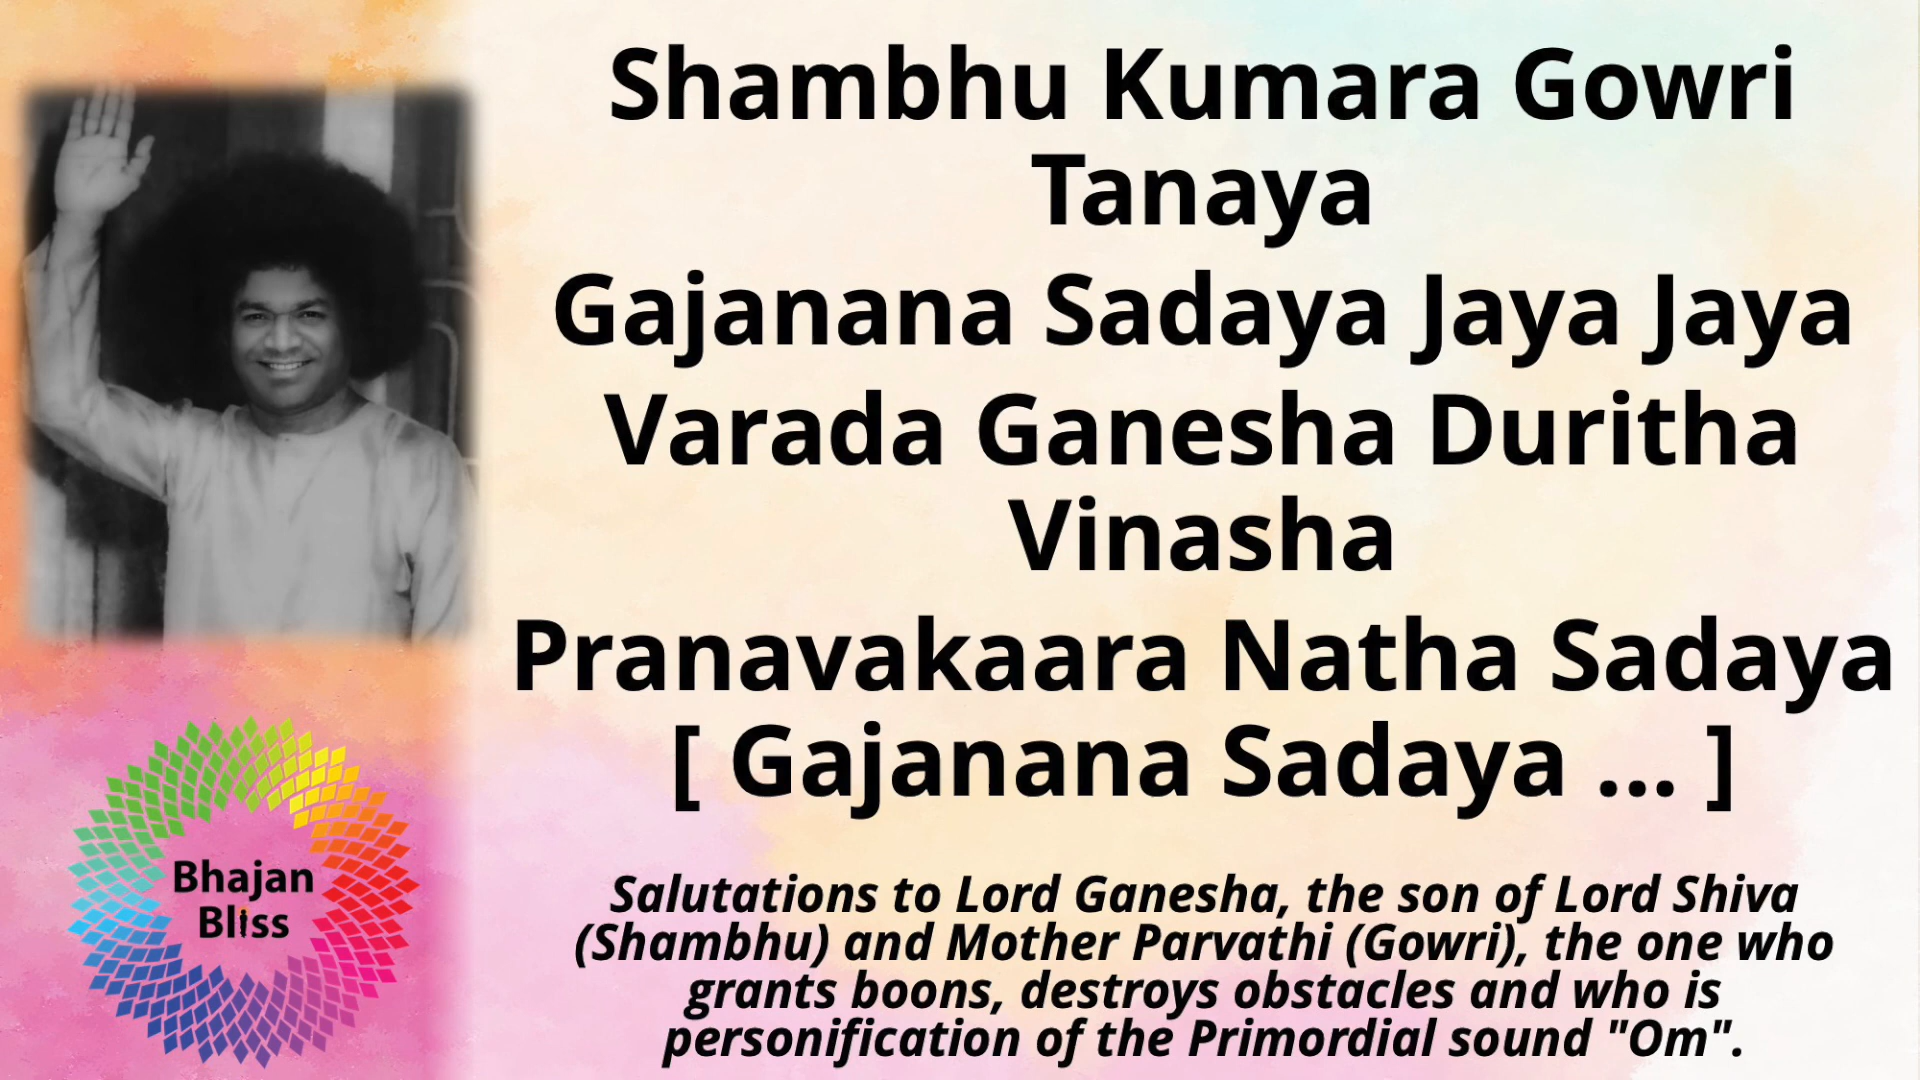 Shambhu Kumara Gowri
Tanaya
Gajanana Sadaya Jaya Jaya
Varada Ganesha Duritha
Vinasha
Pranavakaara Natha Sadaya
[ Gajanana Sadaya ... ]
Salutations to Lord Ganesha, the son of Lord Shiva
(Shambhu) and Mother Parvathi (Gowri), the one who
grants boons, destroys obstacles and who is
personification of the Primordial sound "Om".
Bhajan
Bliss